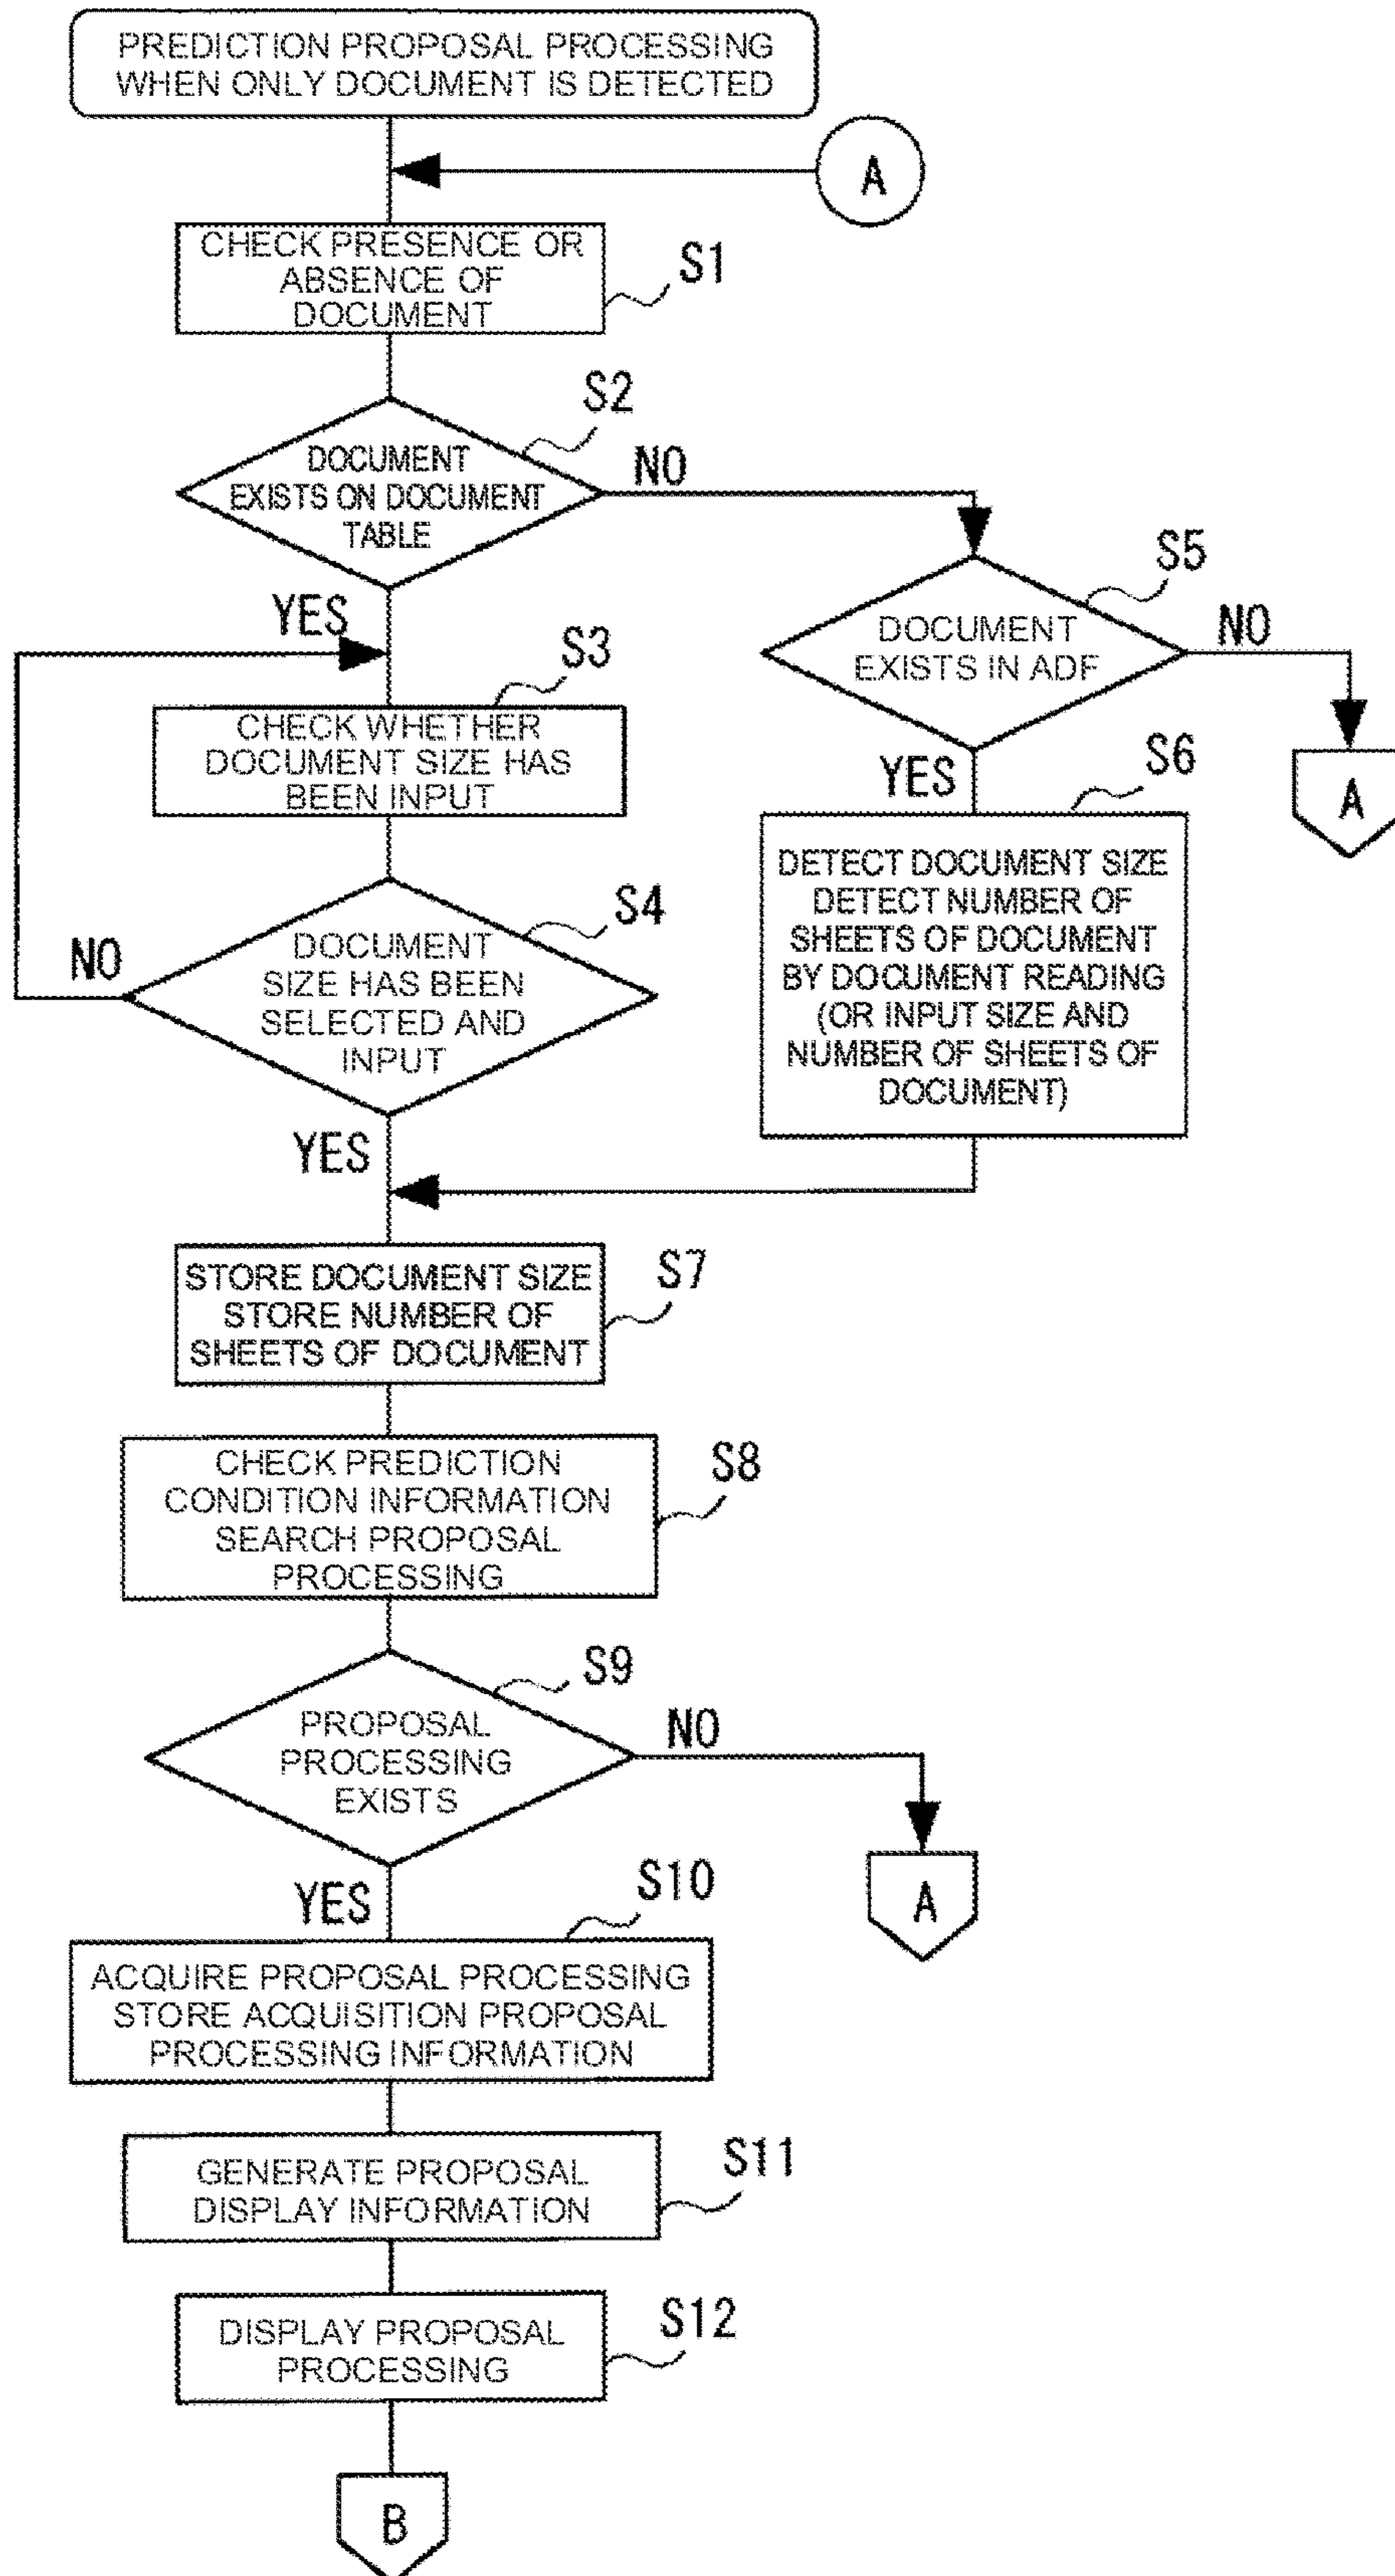 PREDICTION PROPOSAL PROCESSING
WHEN ONLY DOCUMENT IS DETECTED
A
CHECK PRESENCE OR
ABSENCE OF
DOCUMENT
S1
S2
DOCUMENT
EXISTS ON DOCUMENT
TABLE
NO
YES
S5
DOCUMENT
EXISTS IN ADF
NO
A
YES
S3
CHECK WHETHER
DOCUMENT SIZE HAS
BEEN INPUT
S6
DETECT DOCUMENT SIZE
DETECT NUMBER OF
SHEETS OF DOCUMENT
BY DOCUMENT READING
(OR INPUT SIZE AND
NUMBER OF SHEETS OF
DOCUMENT)
S4
DOCUMENT
SIZE HAS BEEN
SELECTED AND
INPUT
NO
YES
S7
STORE DOCUMENT SIZE
STORE NUMBER OF
SHEETS OF DOCUMENT
S8
CHECK PREDICTION
CONDITION INFORMATION
SEARCH PROPOSAL
PROCESSING
S9
PROPOSAL
PROCESSING
EXISTS
NO
A
YES
S10
ACQUIRE PROPOSAL PROCESSING
STORE ACQUISITION PROPOSAL
PROCESSING INFORMATION
S11
GENERATE PROPOSAL
DISPLAY INFORMATION
S12
DISPLAY PROPOSAL
PROCESSING
B